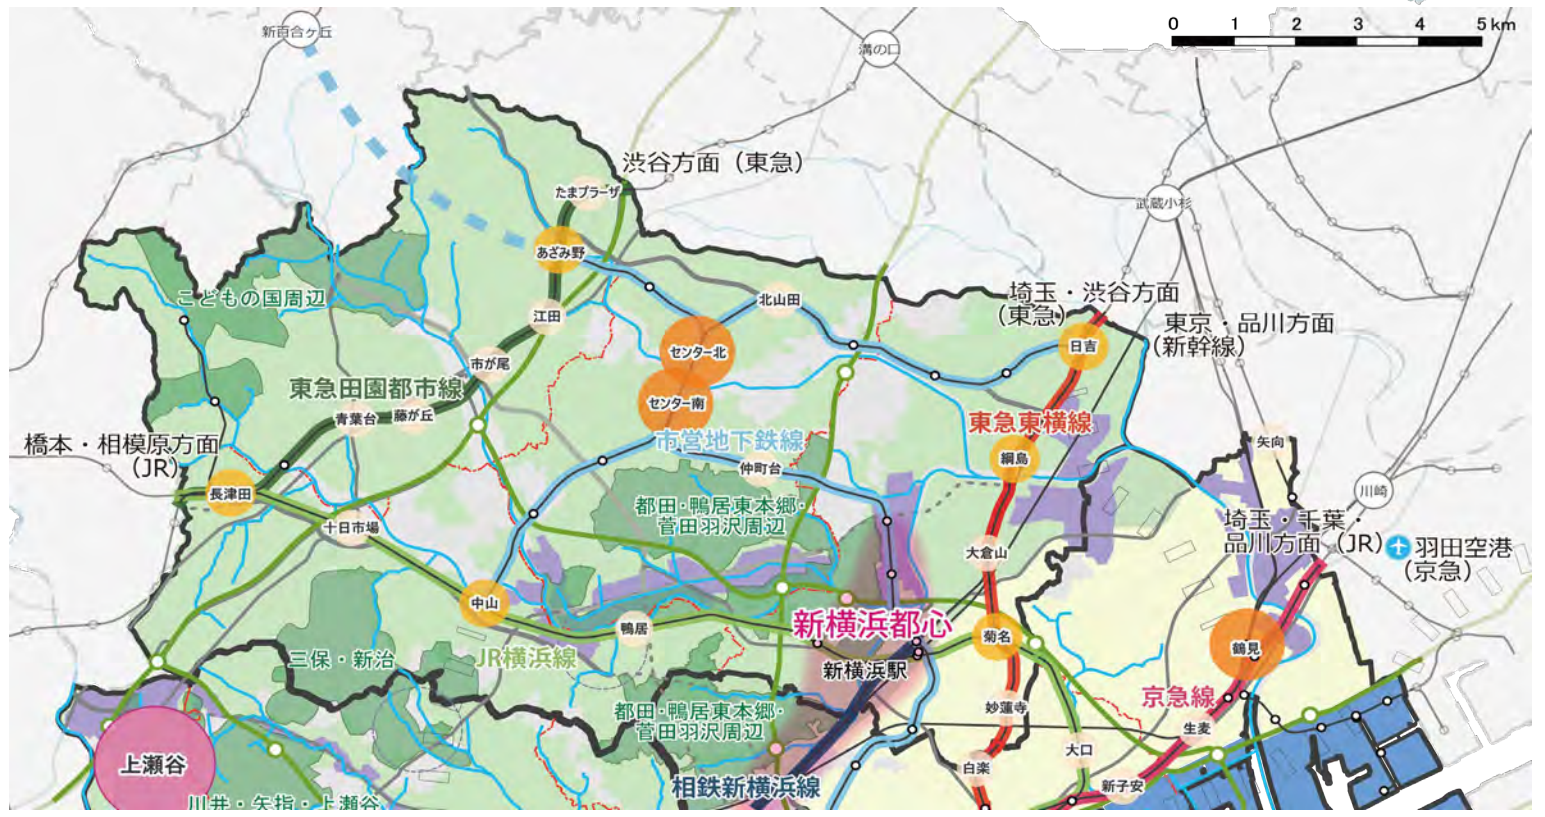 0 1 2 3 4 5 km
新百合ヶ丘
溝の口
渋谷方面（東急）
たまプラーザ
武蔵小杉
あざみ野
こどもの国周辺
北山田
埼玉・渋谷方面
（東急）
江田
東京・品川方面
（新幹線）
日吉
センター北
市が尾
東急田園都市線
センター南
青葉台
藤が丘
東急東横線
橋本・相模原方面
（JR）
市営地下鉄線
矢向
綱島
仲町台
長津田
川崎
都田・鴨居東本郷・
菅田羽沢周辺
十日市場
埼玉・千葉・
品川方面（JR）
羽田空港
（京急）
大倉山
中山
新横浜都心
鴨居
菊名
鶴見
三保・新治
JR横浜線
新横浜駅
京急線
都田・鴨居東本郷・
菅田羽沢周辺
妙蓮寺
生麦
大口
上瀬谷
白楽
相鉄新横浜線
新子安
川井・矢指・上瀬谷